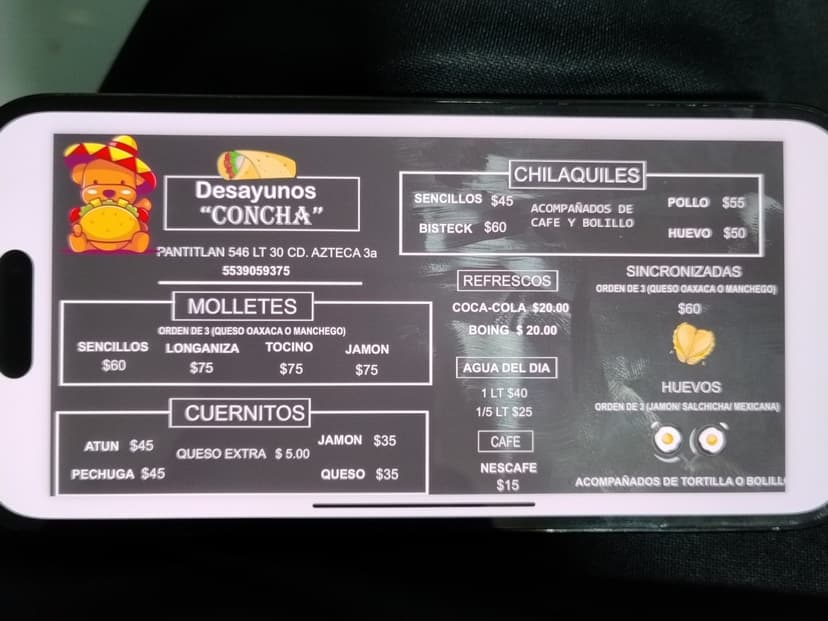 Desayunos
"CONCHA"
PANTITLAN 546 LT 30 CD. AZTECA 3a
5539059375
MOLLETES
ORDEN DE 3 (QUESO OAXACA O MANCHEGO)
SENCILLOS LONGANIZA TOCINO JAMON
$60 $75 $75 $75
CUERNITOS
ATUN $45
QUESO EXTRA $ 5.00
JAMON $35
PECHUGA $45
QUESO $35
CHILAQUILES
SENCILLOS $45
ACOMPAÑADOS DE
CAFE Y BOLILLO
POLLO $55
BISTECK $60
HUEVO $50
REFRESCOS
COCA-COLA $20.00
BOING $ 20.00
AGUA DEL DIA
1 LT $40
1/5 LT $25
CAFE
NESCAFE
$15
SINCRONIZADAS
ORDEN DE 3 (QUESO OAXACA O MANCHEGO)
$60
HUEVOS
ORDEN DE 3 (JAMON/ SALCHICHA/ MEXICANA)
ACOMPAÑADOS DE TORTILLA O BOLILL